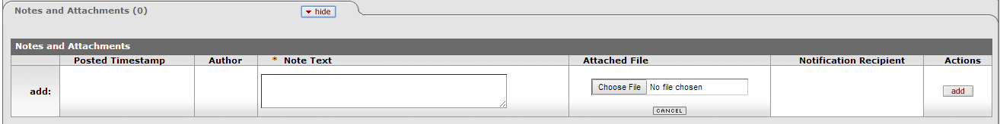 Notes and Attachments (0) hide
Notes and Attachments
Posted Timestamp Author * Note Text Attached File Notification Recipient Actions
add: Choose File No file chosen add
CANCEL